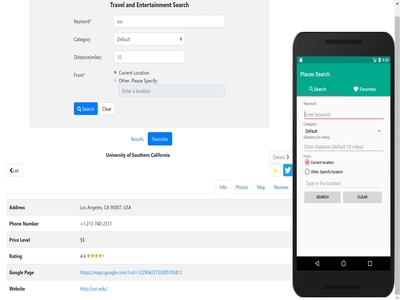 Travel and Entertainment Search
Keyword* usc
Category Default
Distance(miles) 10
From* Current Location
Other. Please Specify:
Enter a location
Search Clear
Results Favorites
University of Southern California
List Details
Info Photos Map Reviews
Address Los Angeles, CA 90007, USA
Phone Number +1 213-740-2311
Price Level $$
Rating 4.4
Google Page https://maps.google.com/?cid=12290422733005103812
Website http://usc.edu/
Places Search
Search Favorites
Keyword
Enter keyword
Category
Default
Distance (in miles)
Enter distance (default 10 miles)
From
Current location
Other. Specify location
Type in the location
SEARCH CLEAR